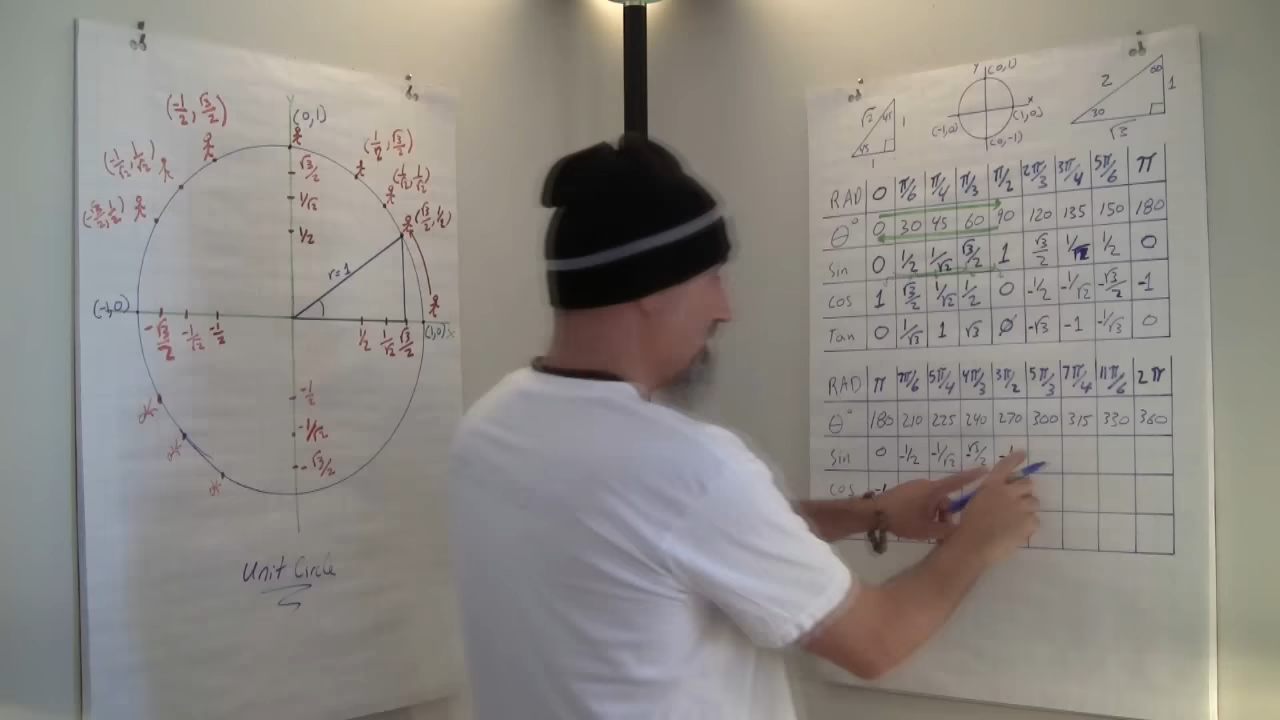 (-1/2, √3/2)
y
(0,1)
(-1/√2, 1/√2)
(1/2, √3/2)
(-√3/2, 1/2)
(1/√2, 1/√2)
(√3/2, 1/2)
√3/2
1/√2
1/2
r=1
(-1,0)
-√3/2 -1/√2 -1/2
1/2 1/√2 √3/2
(1,0) x
-1/2
-1/√2
-√3/2
Unit Circle
√2 45 1
45
1
y (0,1)
x
(-1,0) (1,0)
(0,-1)
2 60 1
30
√3
RAD 0 π/6 π/4 π/3 π/2 2π/3 3π/4 5π/6 π
θ° 0 30 45 60 90 120 135 150 180
Sin 0 1/2 1/√2 √3/2 1 √3/2 1/√2 1/2 0
cos 1 √3/2 1/√2 1/2 0 -1/2 -1/√2 -√3/2 -1
Tan 0 1/√3 1 √3 Ø -√3 -1 -1/√3 0
RAD π 7π/6 5π/4 4π/3 3π/2 5π/3 7π/4 11π/6 2π
θ° 180 210 225 240 270 300 315 330 360
Sin 0 -1/2 -1/√2 -√3/2 -1
cos -1